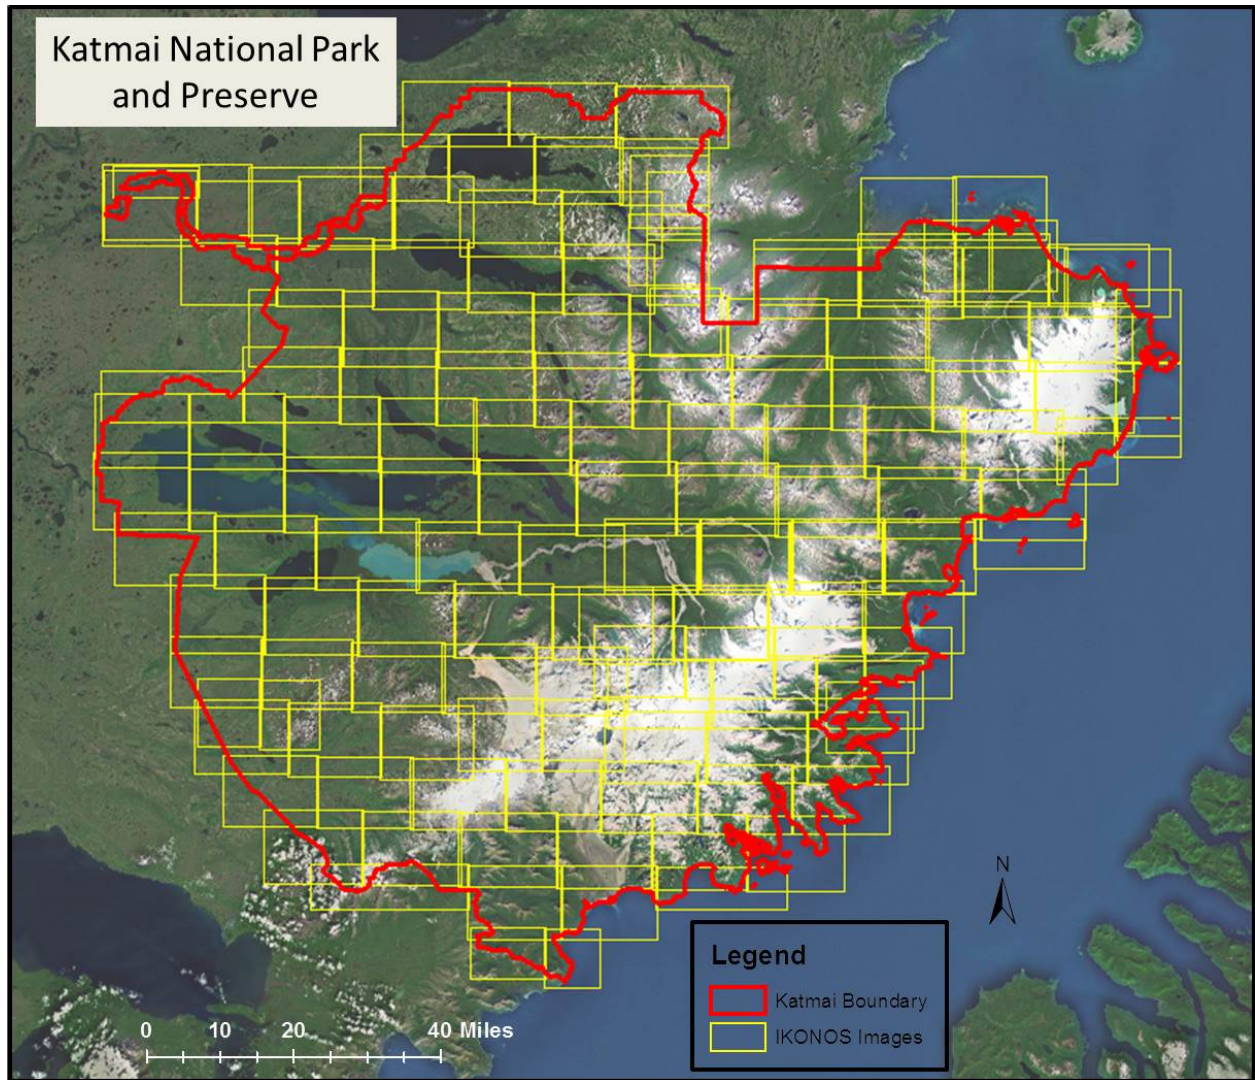 Katmai National Park
and Preserve
N
Legend
Katmai Boundary
IKONOS Images
0 10 20 40 Miles